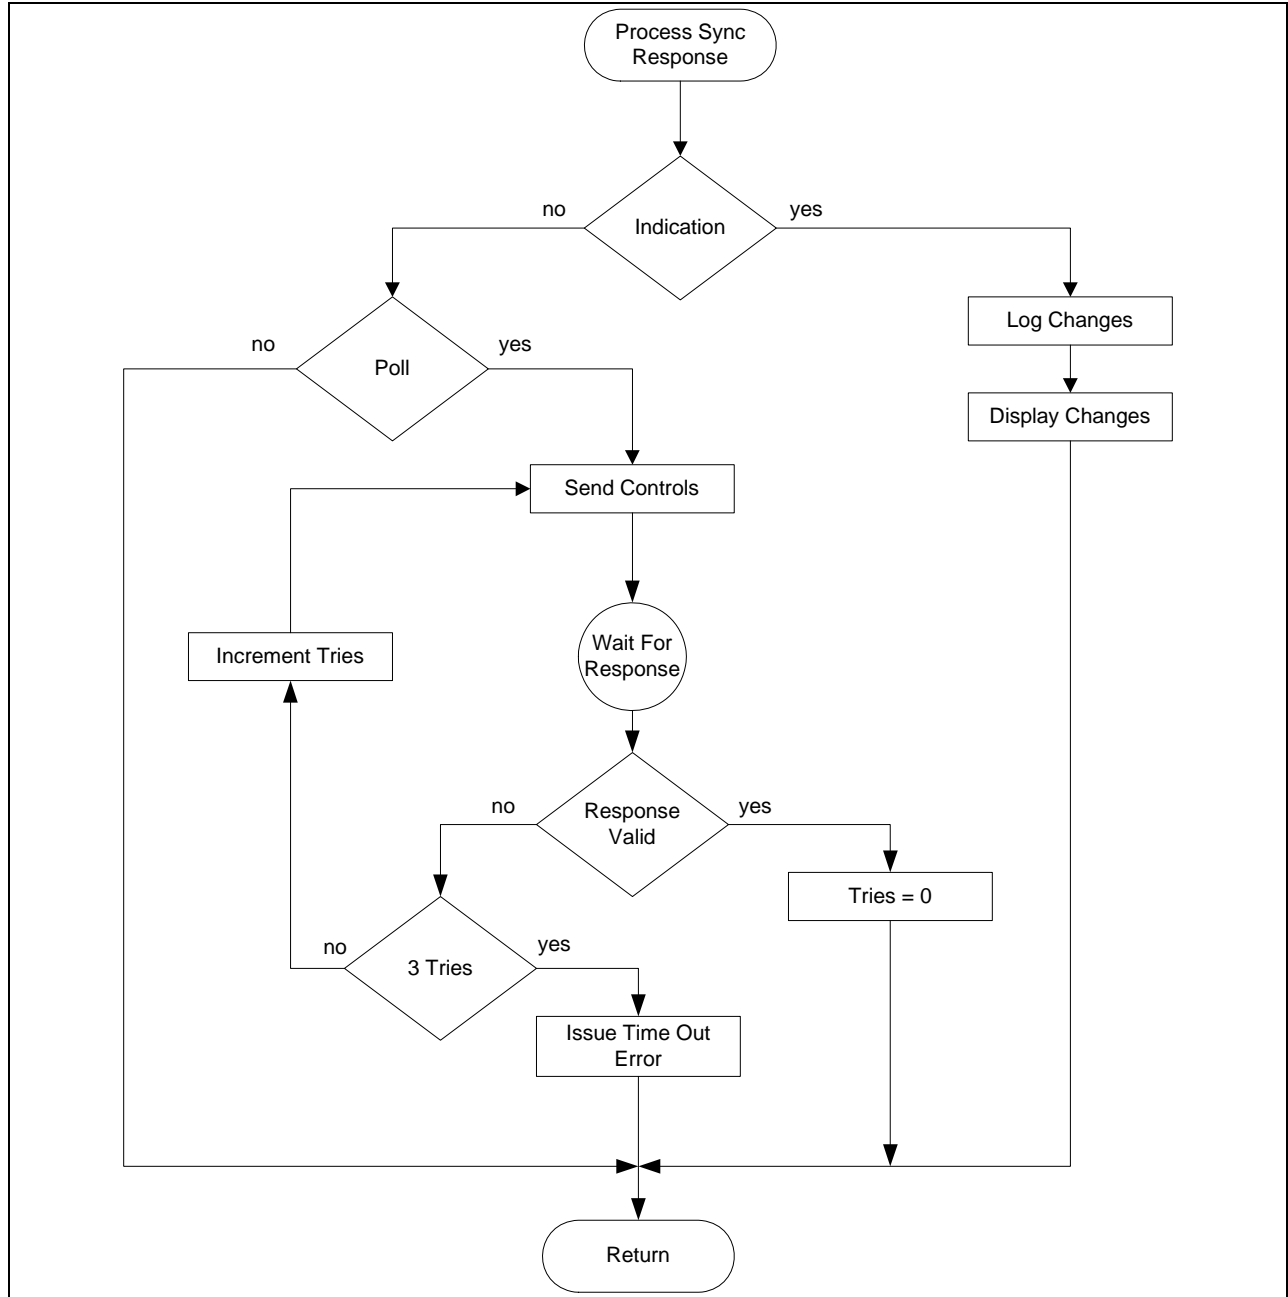 Process Sync
Response
no
Indication
yes
Log Changes
no
Poll
yes
Display Changes
Send Controls
Increment Tries
Wait For
Response
no
Response
Valid
yes
Tries = 0
no
3 Tries
yes
Issue Time Out
Error
Return